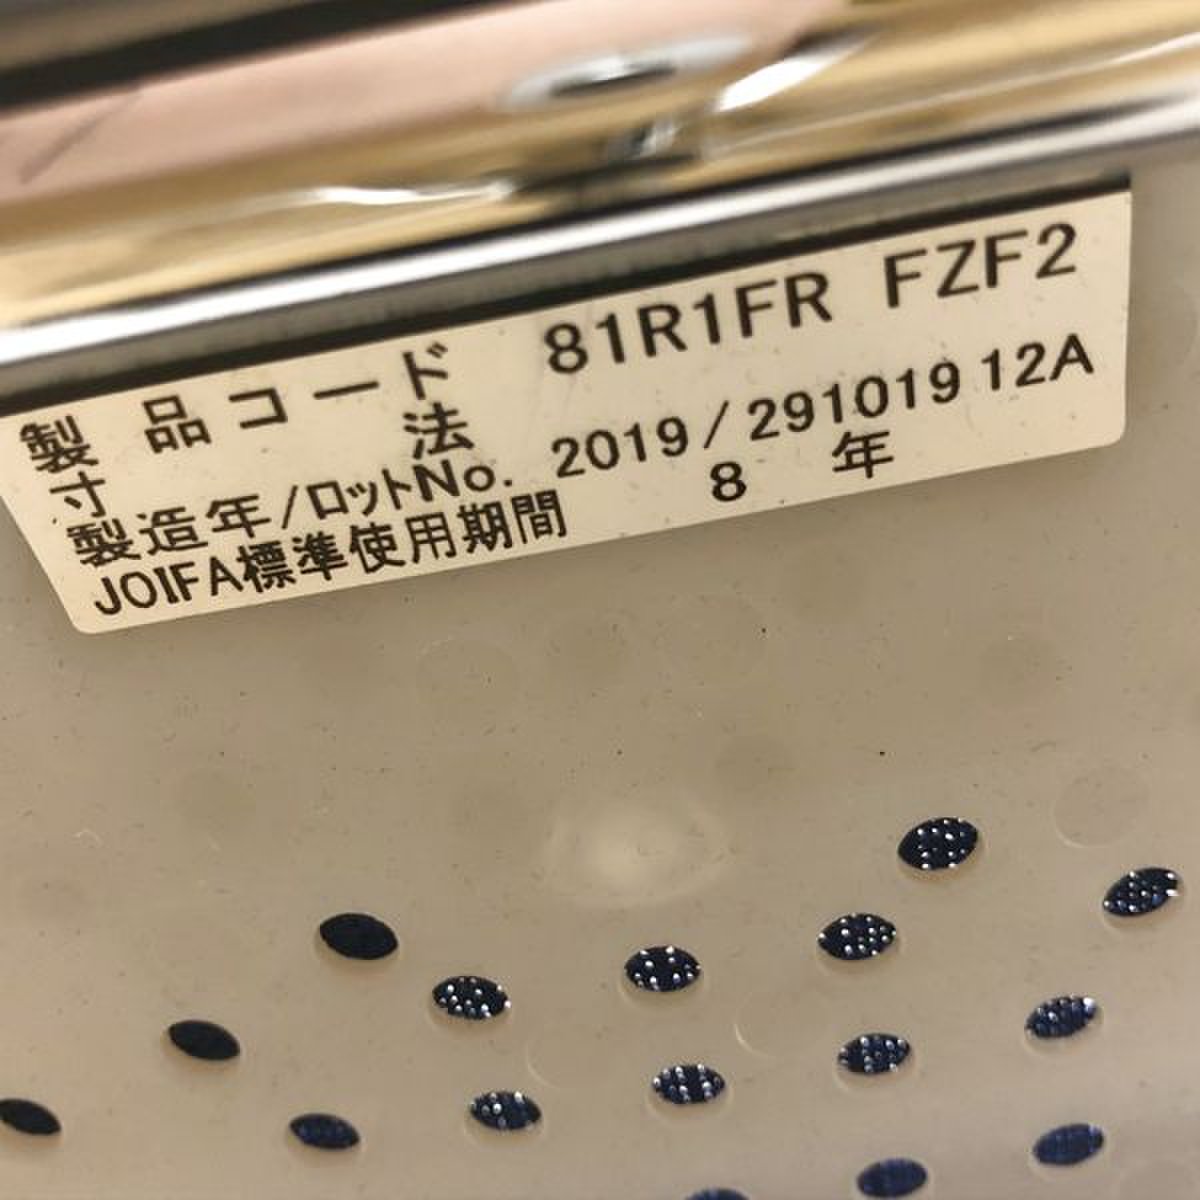 製品コード 81R1FR FZF2
寸法
製造年/ロットNo. 2019/291019 12A
JOIFA標準使用期間 8年